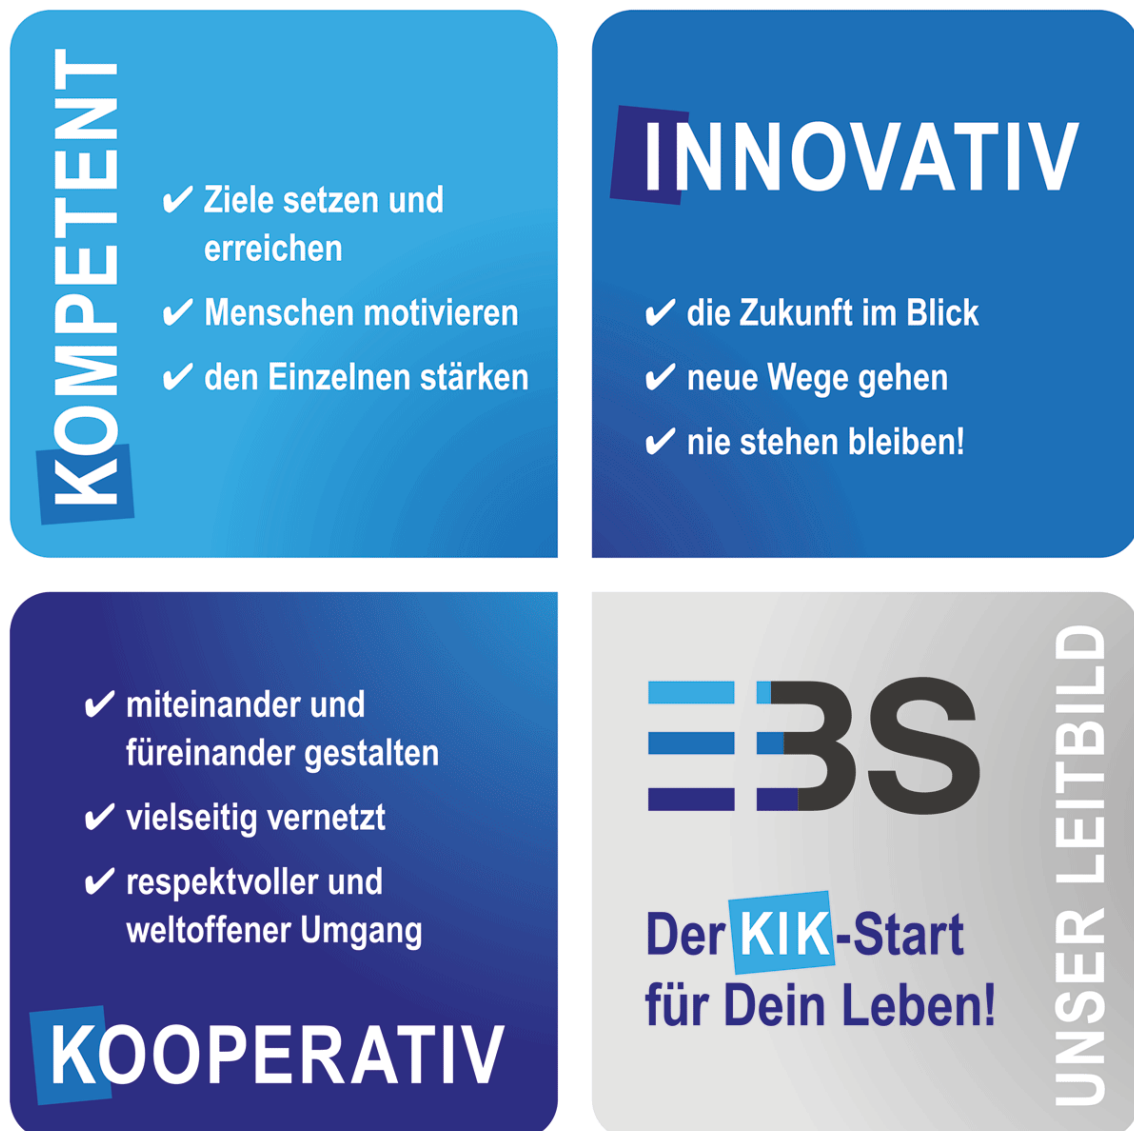 KOMPETENT
✔ Ziele setzen und
erreichen
✔ Menschen motivieren
✔ den Einzelnen stärken
INNOVATIV
✔ die Zukunft im Blick
✔ neue Wege gehen
✔ nie stehen bleiben!
✔ miteinander und
füreinander gestalten
✔ vielseitig vernetzt
✔ respektvoller und
weltoffener Umgang
KOOPERATIV
EBS
Der KIK-Start
für Dein Leben!
UNSER LEITBILD